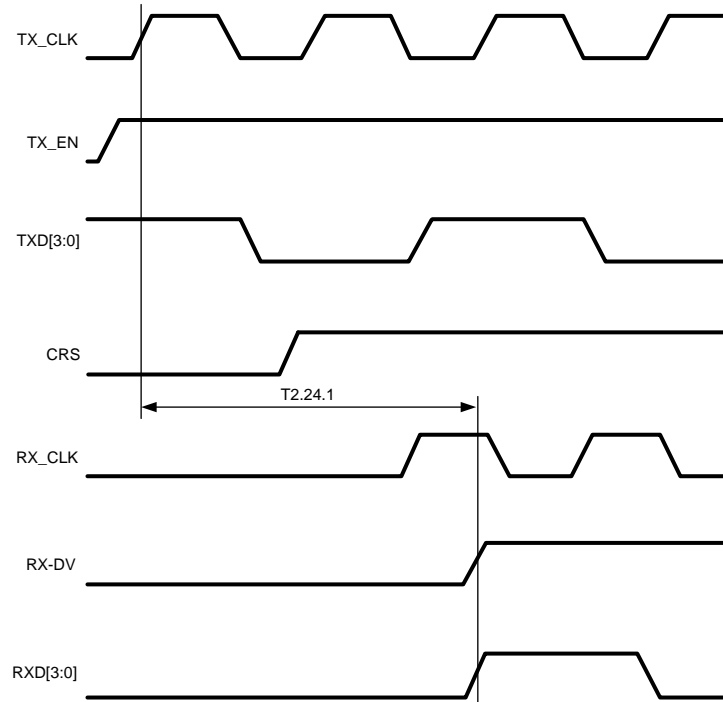 TX_CLK
TX_EN
TXD[3:0]
CRS
T2.24.1
RX_CLK
RX-DV
RXD[3:0]